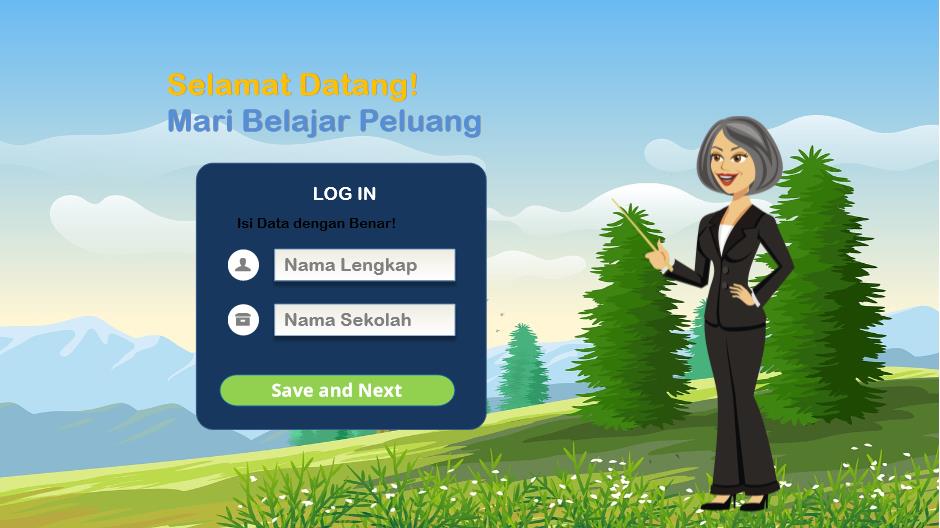 Selamat Datang!
Mari Belajar Peluang
LOG IN
Isi Data dengan Benar!
Nama Lengkap
Nama Sekolah
Save and Next